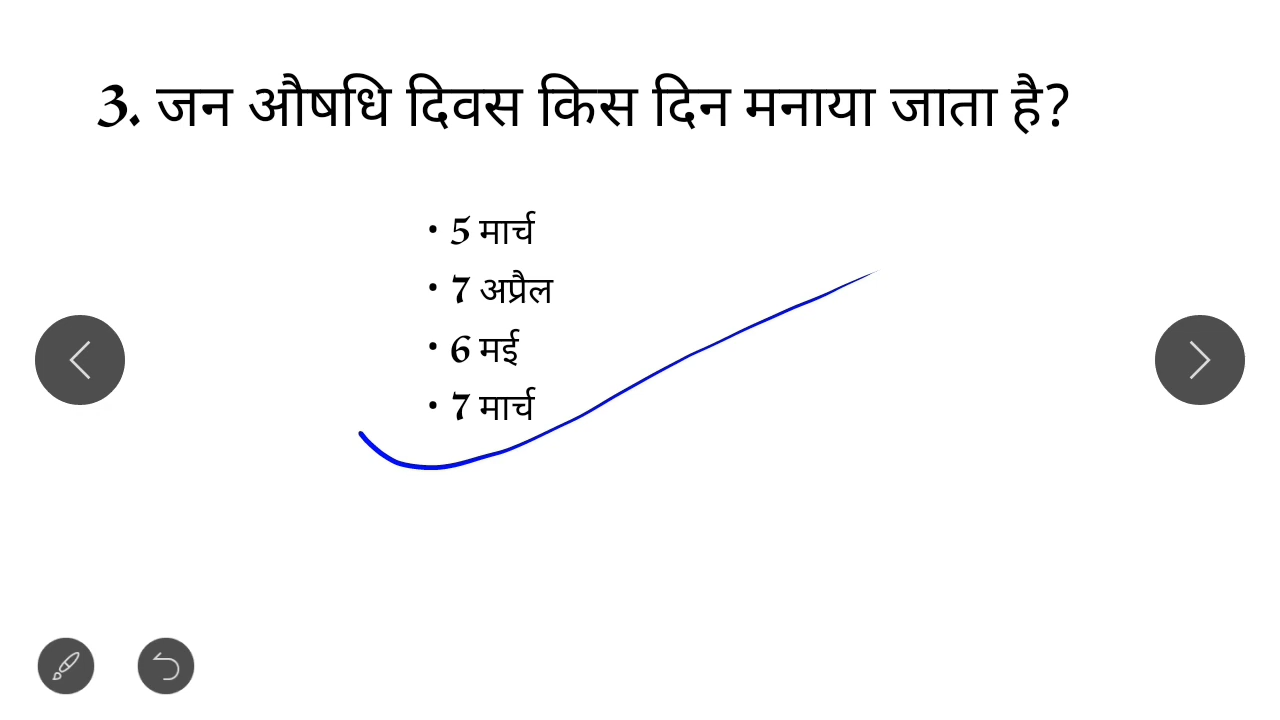 3. जन औषधि दिवस किस दिन मनाया जाता है?
• 5 मार्च
• 7 अप्रैल
• 6 मई
• 7 मार्च